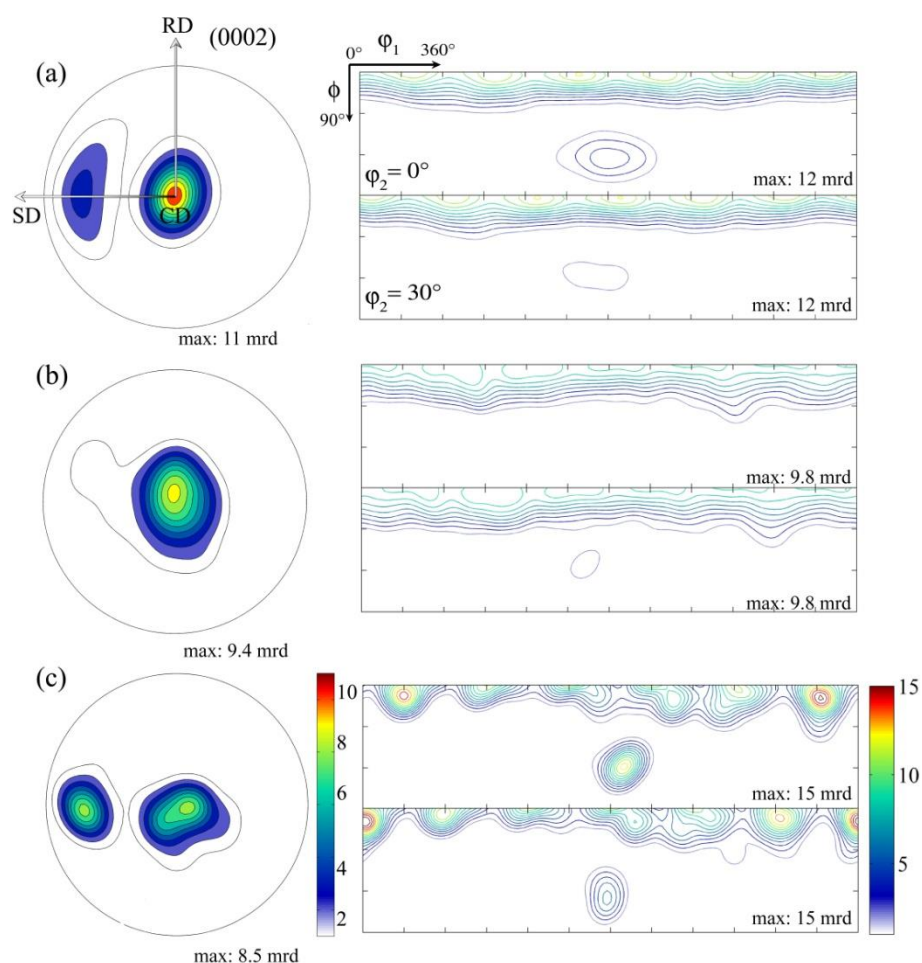 RD
(0002)
(a)
0° φ₁ 360°
ϕ
90°
SD
CD
φ₂= 0°
max: 12 mrd
φ₂= 30°
max: 12 mrd
max: 11 mrd
(b)
max: 9.8 mrd
max: 9.8 mrd
max: 9.4 mrd
(c)
10
8
6
4
2
max: 15 mrd
max: 15 mrd
15
10
5
max: 8.5 mrd